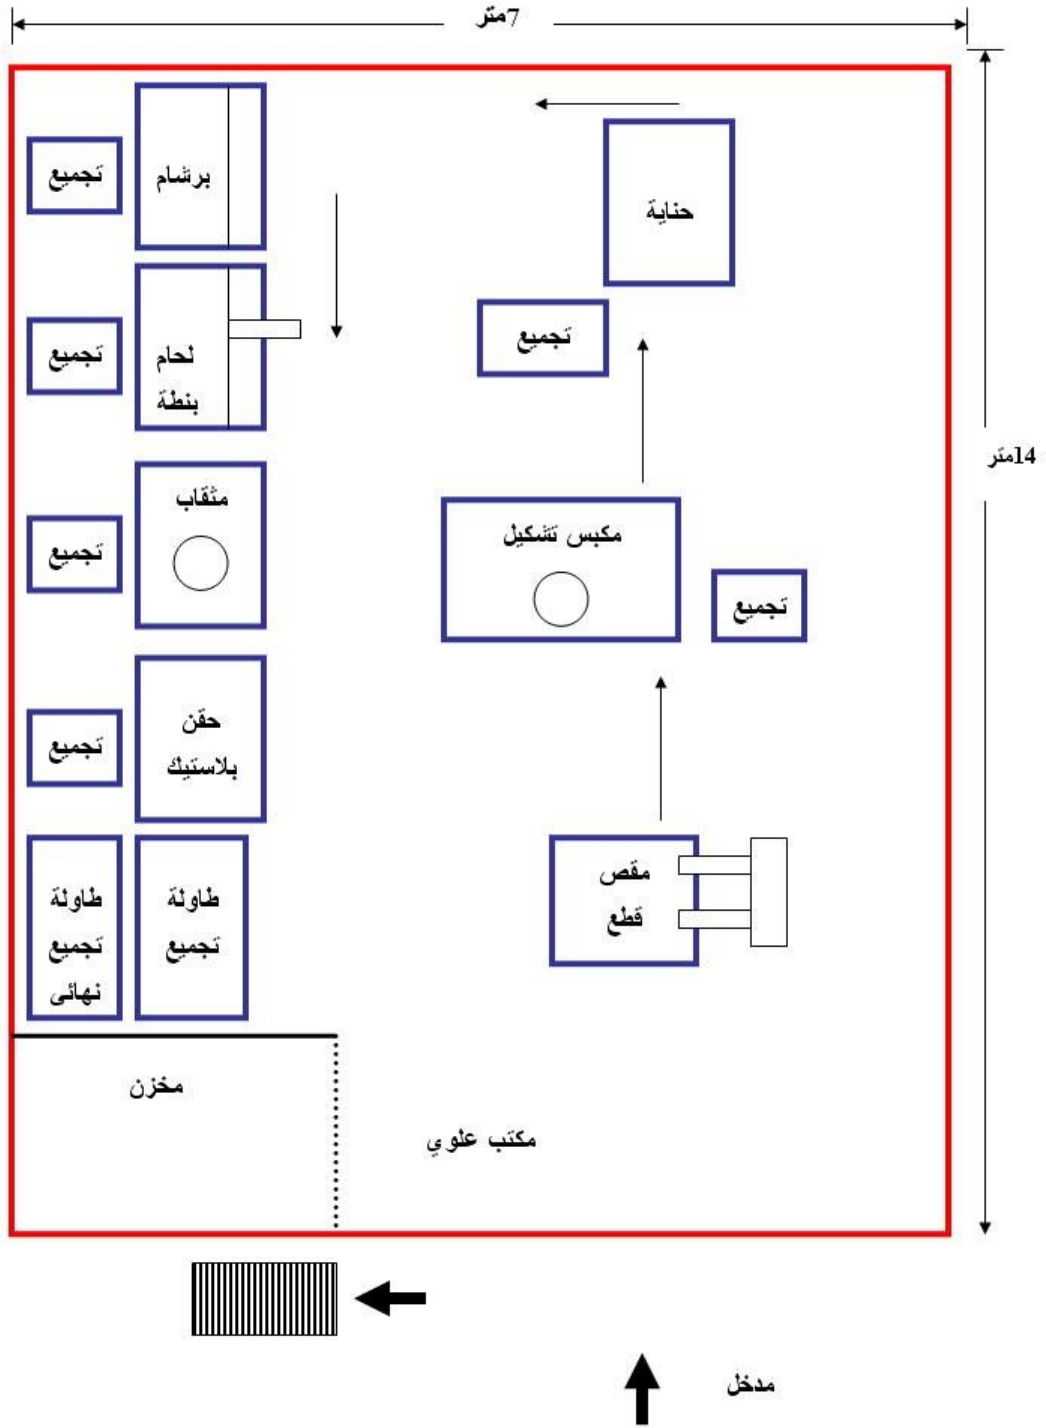 7متر
برشام
تجميع
حناية
تجميع
لحام
بنطة
تجميع
14متر
مثقاب
مكبس تشكيل
تجميع
تجميع
حقن
بلاستيك
تجميع
مقص
قطع
طاولة
تجميع
طاولة
تجميع
نهائى
مخزن
مكتب علوي
مدخل